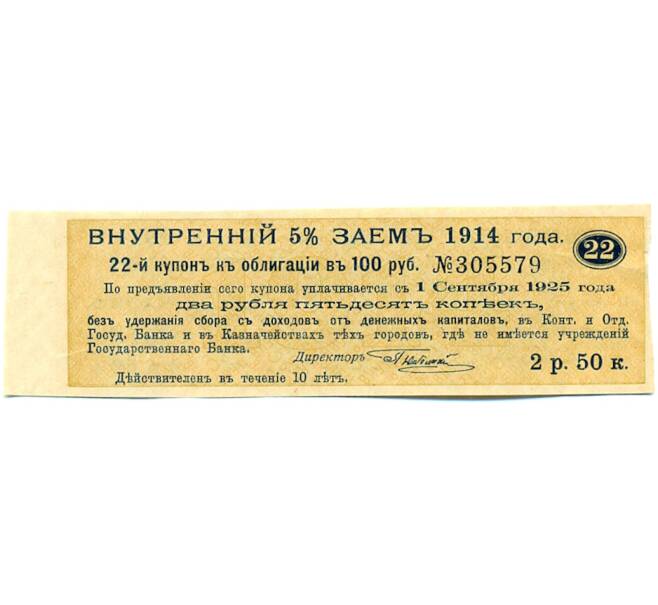 ВНУТРЕННІЙ 5% ЗАЕМЪ 1914 года.
22
22-й купонъ къ облигаціи въ 100 руб. №305579
По предъявленіи сего купона уплачивается съ 1 Сентября 1925 года
два рубля пятьдесятъ копѣекъ,
безъ удержанія сбора съ доходовъ отъ денежныхъ капиталовъ, въ Конт. и Отд.
Госуд. Банка и въ Казначействахъ тѣхъ городовъ, гдѣ не имѣется учрежденій
Государственнаго Банка.
Директоръ
2 р. 50 к.
Дѣйствителенъ въ теченіе 10 лѣтъ.